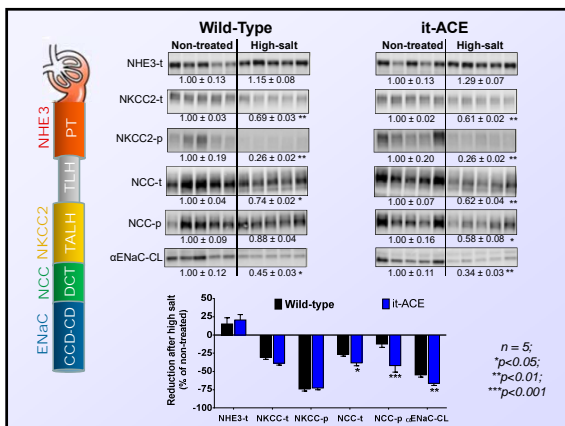 Wild-Type
it-ACE
Non-treated High-salt
Non-treated High-salt
NHE3-t
1.00 ± 0.13 1.15 ± 0.08
1.00 ± 0.13 1.29 ± 0.07
NKCC2-t
1.00 ± 0.03 0.69 ± 0.03 **
1.00 ± 0.02 0.61 ± 0.02 **
NKCC2-p
1.00 ± 0.19 0.26 ± 0.02 **
1.00 ± 0.20 0.26 ± 0.02 **
NCC-t
1.00 ± 0.04 0.74 ± 0.02 *
1.00 ± 0.07 0.62 ± 0.04 **
NCC-p
1.00 ± 0.09 0.88 ± 0.04
1.00 ± 0.16 0.58 ± 0.08 *
αENaC-CL
1.00 ± 0.12 0.45 ± 0.03 *
1.00 ± 0.11 0.34 ± 0.03 **
NHE3
PT
TLH
NKCC2
TALH
NCC
DCT
ENaC
CCD-CD
Reduction after high salt
(% of non-treated)
50
25
0
-25
-50
-75
-100
Wild-type it-ACE
* *** **
NHE3-t NKCC-t NKCC-p NCC-t NCC-p αENaC-CL
n = 5;
*p<0.05;
**p<0.01;
***p<0.001